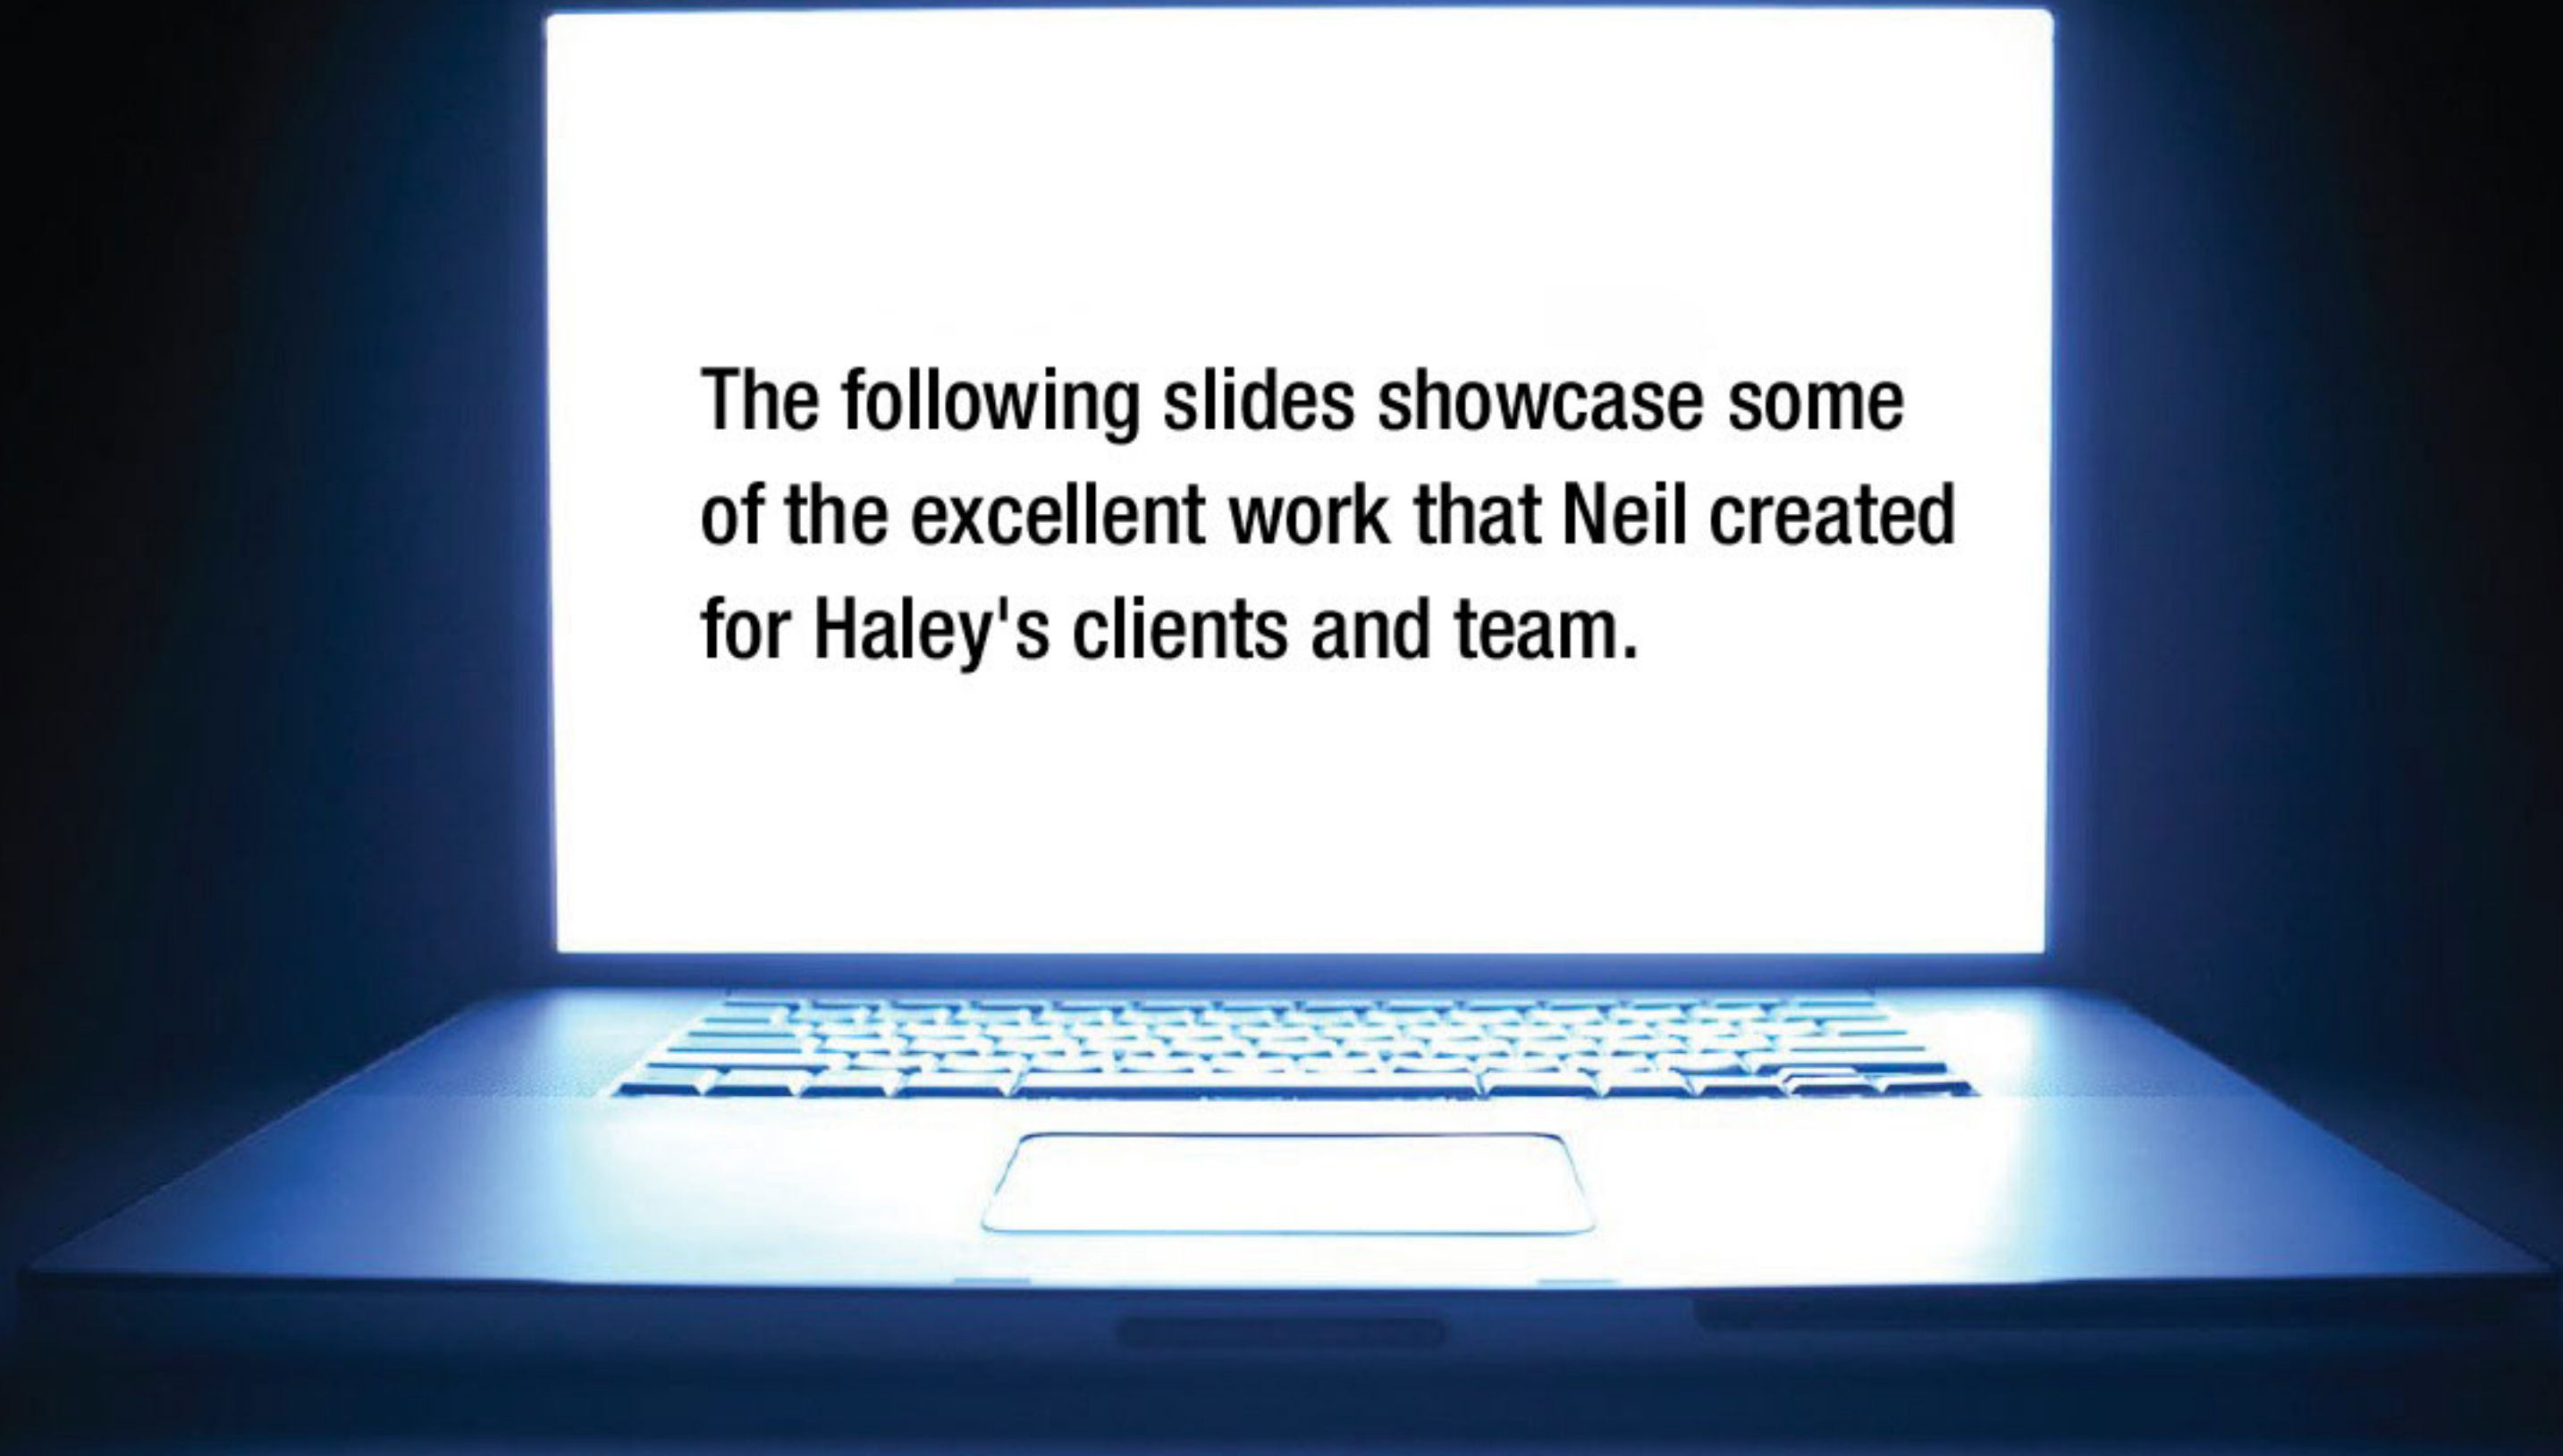 The following slides showcase some
of the excellent work that Neil created
for Haley's clients and team.